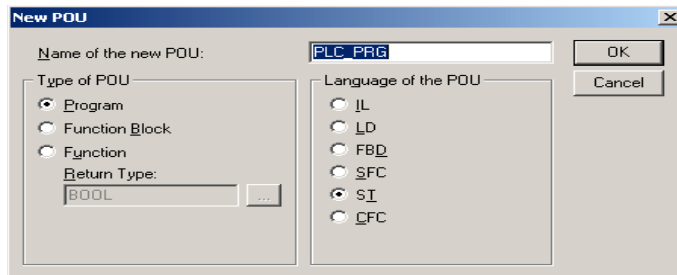 New POU
Name of the new POU:
PLC_PRG
OK
Cancel
Type of POU
Program
Function Block
Function
Return Type:
BOOL
...
Language of the POU
IL
LD
FBD
SFC
ST
CFC